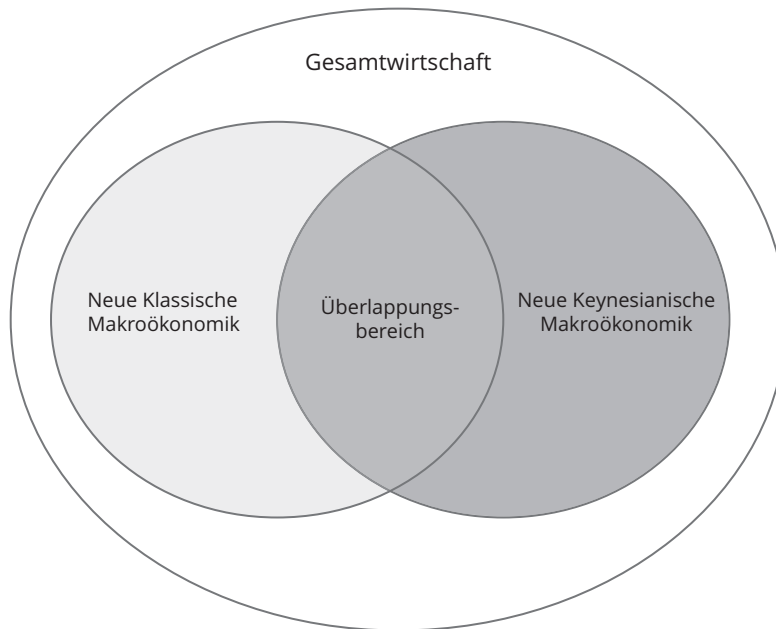 Gesamtwirtschaft
Neue Klassische
Makroökonomik
Überlappungs-
bereich
Neue Keynesianische
Makroökonomik